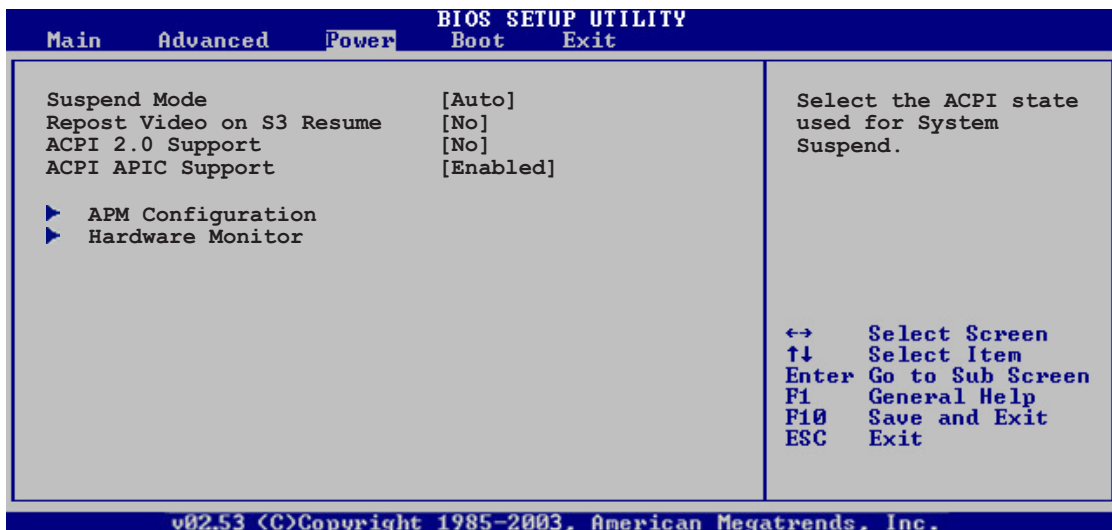 BIOS SETUP UTILITY
Main Advanced Power Boot Exit
Suspend Mode [Auto]
Repost Video on S3 Resume [No]
ACPI 2.0 Support [No]
ACPI APIC Support [Enabled]
APM Configuration
Hardware Monitor
Select the ACPI state
used for System
Suspend.
←→ Select Screen
↑↓ Select Item
Enter Go to Sub Screen
F1 General Help
F10 Save and Exit
ESC Exit
v02.53 (C)Copyright 1985-2003, American Megatrends, Inc.